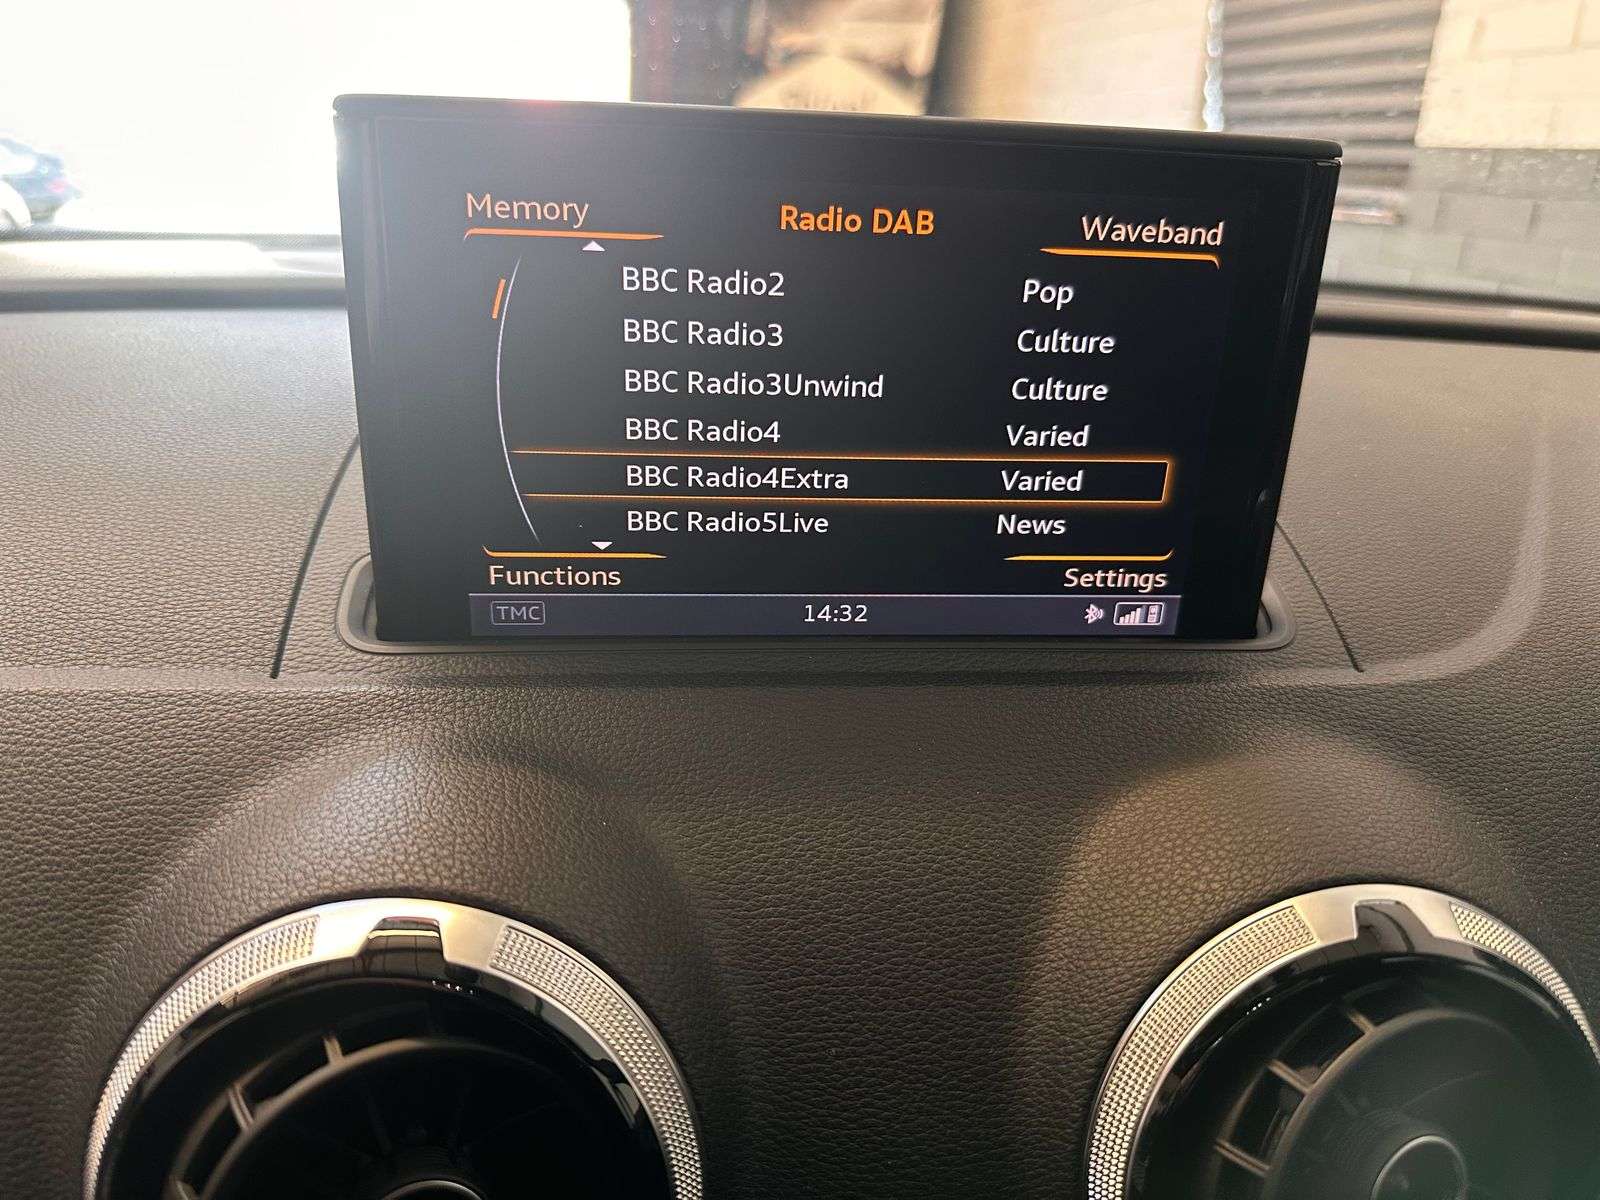 Memory Radio DAB Waveband
BBC Radio2 Pop
BBC Radio3 Culture
BBC Radio3Unwind Culture
BBC Radio4 Varied
BBC Radio4Extra Varied
BBC Radio5Live News
Functions Settings
TMC 14:32